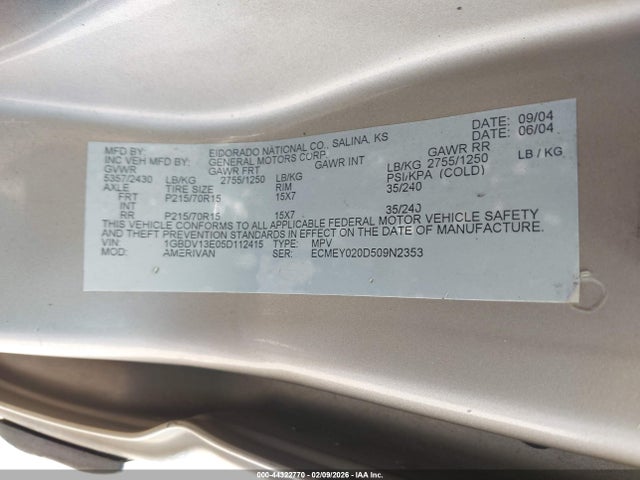 MFD BY: EIDORADO NATIONAL CO., SALINA, KS DATE: 09/04
INC VEH MFD BY: GENERAL MOTORS CORP. DATE: 06/04
GVWR GAWR FRT GAWR INT GAWR RR
5357/2430 LB/KG 2755/1250 LB/KG LB/KG 2755/1250 LB / KG
AXLE TIRE SIZE RIM PSI/KPA (COLD)
FRT P215/70R15 15X7 35/240
INT
RR P215/70R15 15X7 35/240
THIS VEHICLE CONFORMS TO ALL APPLICABLE FEDERAL MOTOR VEHICLE SAFETY
AND THEFT PREVENTION STANDARDS IN EFFECT ON THE DATE OF MANUFACTURE.
VIN: 1GBDV13E05D112415 TYPE: MPV
MOD: AMERIVAN SER: ECMEY020D509N2353
000-44322770 - 02/09/2026 - IAA Inc.